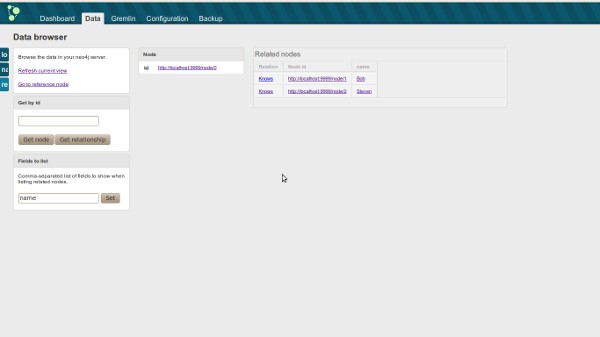 Dashboard Data Gremlin Configuration Backup
Data browser
lo
re
Browse the data in your neo4j server.
Refresh current view
Go to reference node
Get by id
Get node Get relationship
Fields to list
Comma-separated list of fields to show when
listing related nodes.
name Set
Node
id http://localhost:9999/node/0
Related nodes
Relation Node id name
Knows http://localhost:9999/node/1 Bob
Knows http://localhost:9999/node/2 Steven